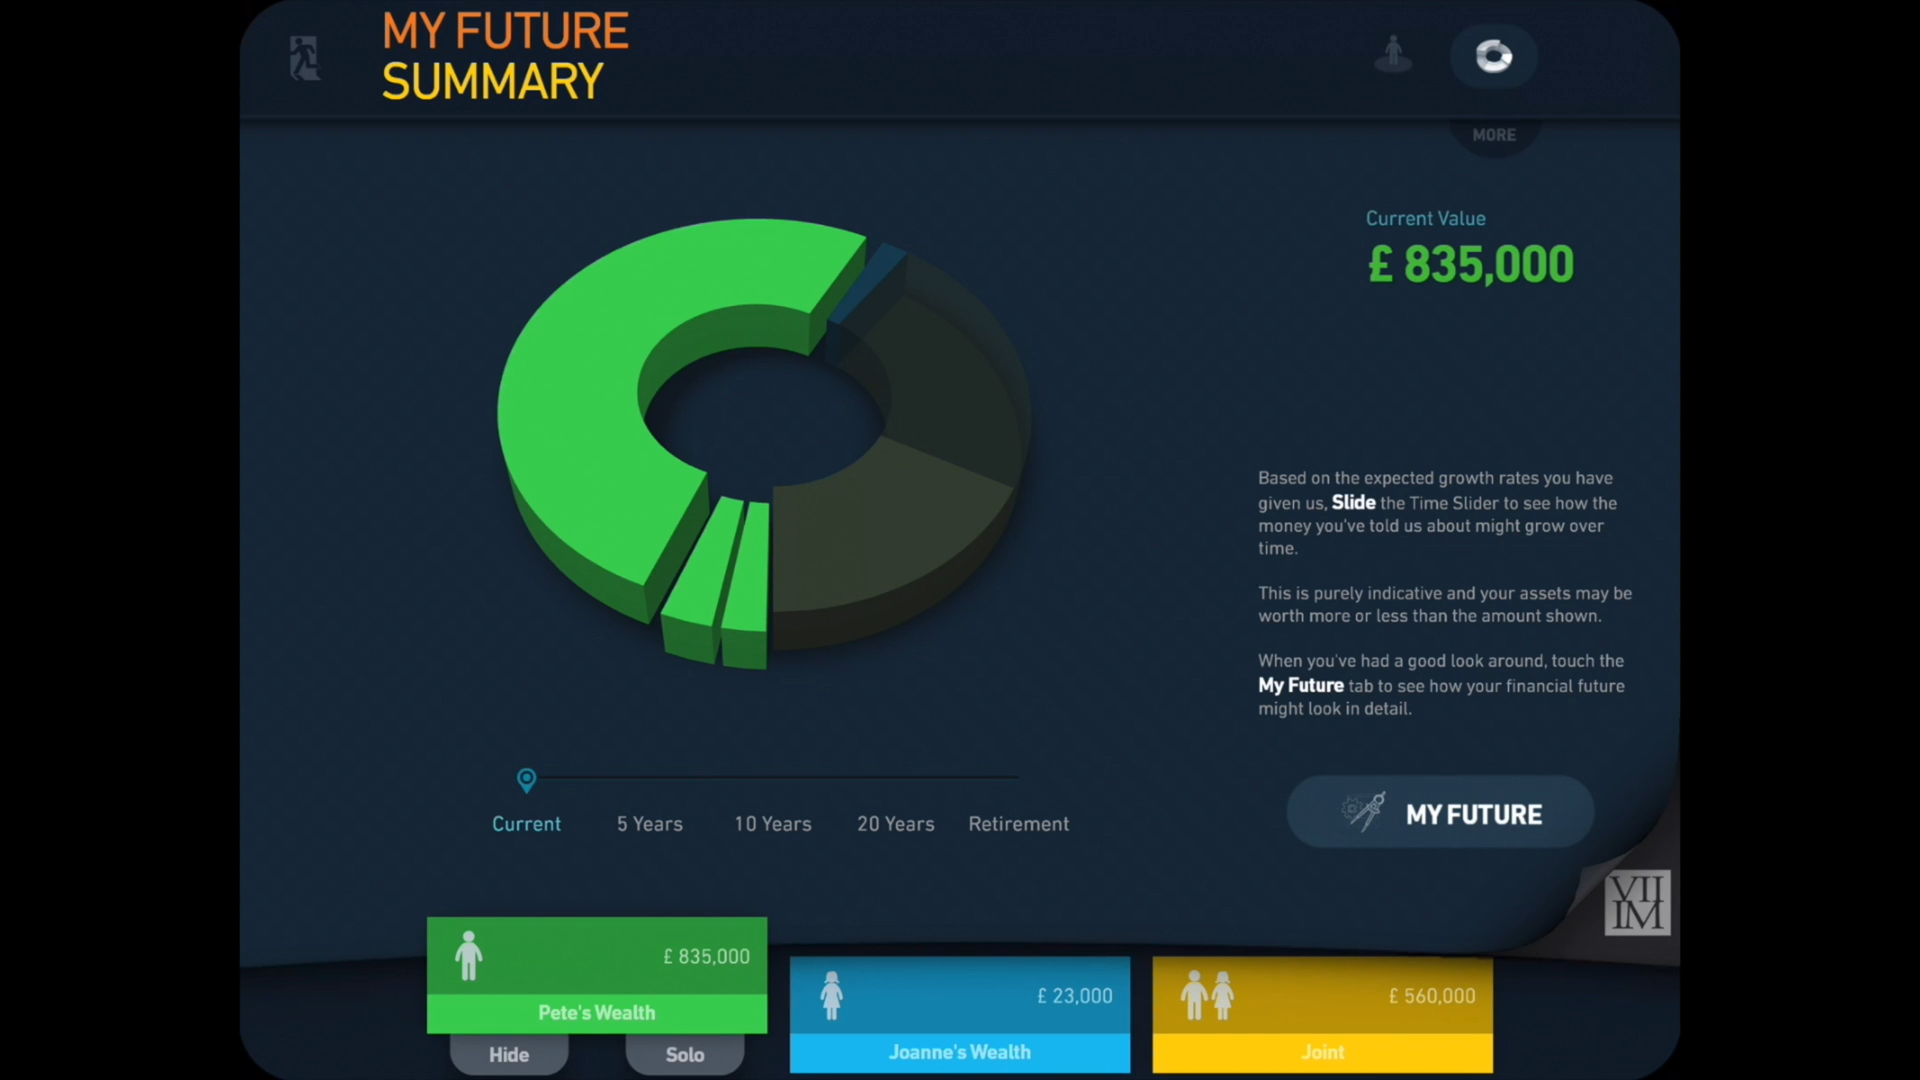 MY FUTURE
SUMMARY
MORE
Current Value
£ 835,000
Based on the expected growth rates you have
given us, Slide the Time Slider to see how the
money you've told us about might grow over
time.
This is purely indicative and your assets may be
worth more or less than the amount shown.
When you've had a good look around, touch the
My Future tab to see how your financial future
might look in detail.
Current
5 Years
10 Years
20 Years
Retirement
MY FUTURE
VII
IM
£ 835,000
Pete's Wealth
Hide
Solo
£ 23,000
Joanne's Wealth
£ 560,000
Joint